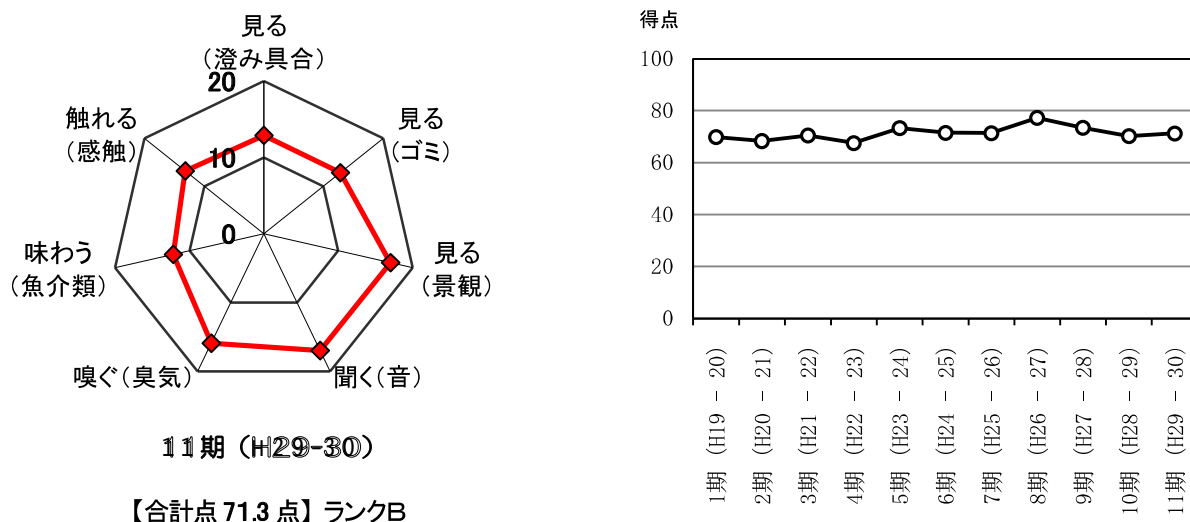 見る
（澄み具合）
20
触れる
（感触）
見る
（ゴミ）
10
0
味わう
（魚介類）
見る
（景観）
嗅ぐ（臭気）
聞く（音）
11期（H29-30）
【合計点 71.3 点】 ランクB
得点
100
80
60
40
20
0
1期（H19 － 20）
2期（H20 － 21）
3期（H21 － 22）
4期（H22 － 23）
5期（H23 － 24）
6期（H24 － 25）
7期（H25 － 26）
8期（H26 － 27）
9期（H27 － 28）
10期（H28 － 29）
11期（H29 － 30）